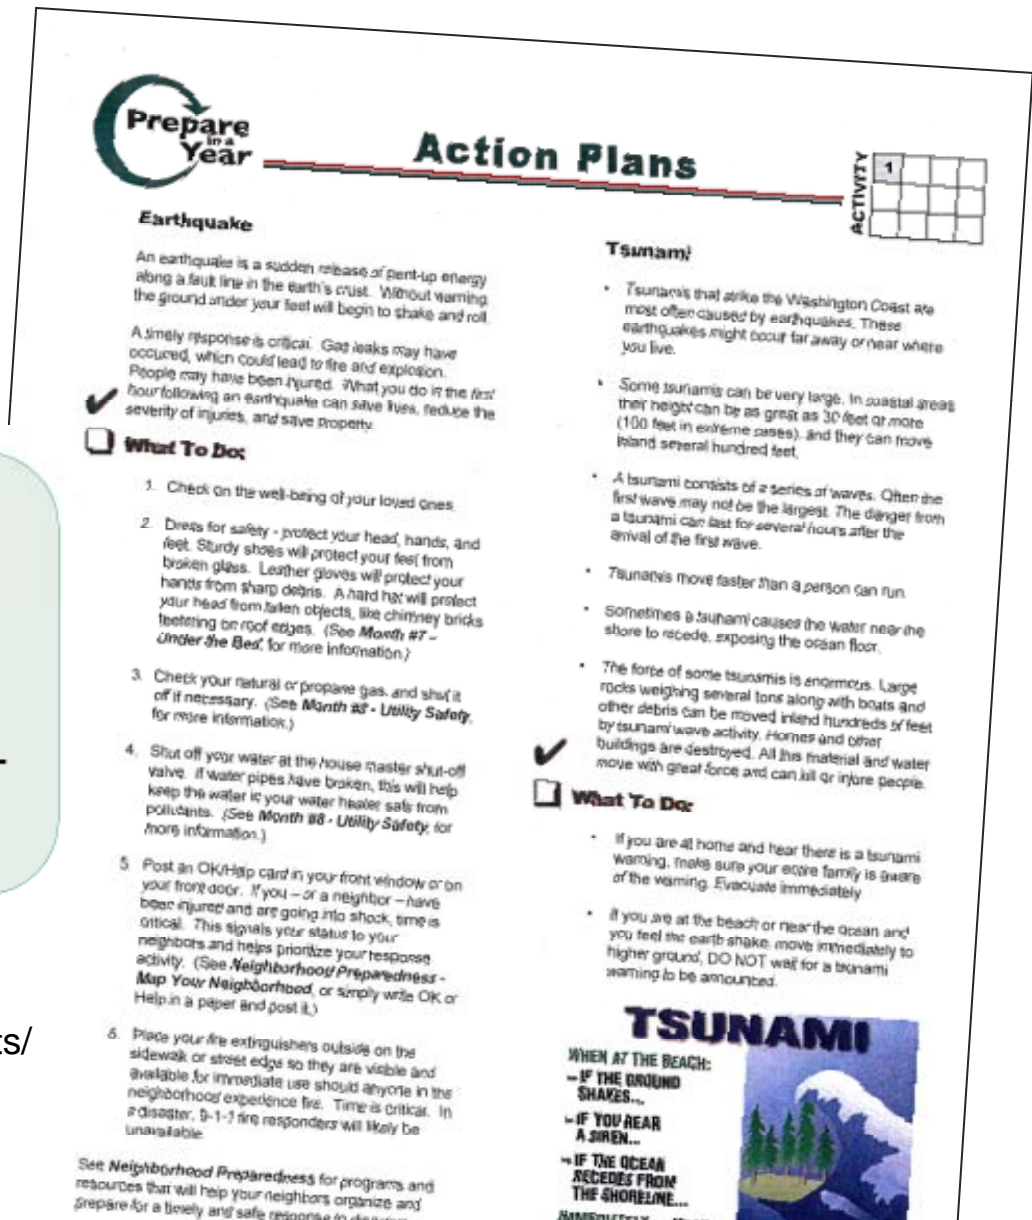 Prepare
in a
Year
Action Plans
ACTIVITY
1
Earthquake
An earthquake is a sudden release of pent-up energy
along a fault line in the earth's crust. Without warning
the ground under your feet will begin to shake and roll.
A timely response is critical. Gas leaks may have
occured, which could lead to fire and explosion.
People may have been injured. What you do in the first
hour following an earthquake can save lives, reduce the
severity of injuries, and save property.
What To Do:
1. Check on the well-being of your loved ones
2. Dress for safety - protect your head, hands, and
feet. Sturdy shoes will protect your feet from
broken glass. Leather gloves will protect your
hands from sharp debris. A hard hat will protect
your head from fallen objects, like chimney bricks
teetering on roof edges. (See Month #7 -
Under the Bed, for more information.)
3. Check your natural or propane gas, and shut it
off if necessary. (See Month #8 - Utility Safety,
for more information.)
4. Shut off your water at the house master shut-off
valve. If water pipes have broken, this will help
keep the water in your water heater safe from
pollutants. (See Month #8 - Utility Safety, for
more information.)
5. Post an OK/Help card in your front window or on
your front door. If you – or a neighbor – have
been injured and are going into shock, time is
critical. This signals your status to your
neighbors and helps prioritize your response
activity. (See Neighborhood Preparedness -
Map Your Neighborhood, or simply write OK or
Help in a paper and post it.)
6. Place your fire extinguishers outside on the
sidewalk or street edge so they are visible and
available for immediate use should anyone in the
neighborhood experience fire. Time is critical. In
a disaster, 9-1-1 fire responders will likely be
unavailable.
See Neighborhood Preparedness for programs and
resources that will help your neighbors organize and
prepare for a timely and safe response to
Tsunami
• Tsunamis that strike the Washington Coast are
most often caused by earthquakes. These
earthquakes might occur far away or near where
you live.
• Some tsunamis can be very large. In coastal areas
their height can be as great as 30 feet or more
(100 feet in extreme cases), and they can move
inland several hundred feet.
• A tsunami consists of a series of waves. Often the
first wave may not be the largest. The danger from
a tsunami can last for several hours after the
arrival of the first wave.
• Tsunamis move faster than a person can run.
• Sometimes a tsunami causes the water near the
shore to recede, exposing the ocean floor.
• The force of some tsunamis is enormous. Large
rocks weighing several tons along with boats and
other debris can be moved inland hundreds of feet
by tsunami wave activity. Homes and other
buildings are destroyed. All this material and water
move with great force and can kill or injure people.
What To Do:
• If you are at home and hear there is a tsunami
warning, make sure your entire family is aware
of the warning. Evacuate immediately
• If you are at the beach or near the ocean and
you feel the earth shake, move immediately to
higher ground, DO NOT wait for a tsunami
warning to be announced.
TSUNAMI
WHEN AT THE BEACH:
– IF THE GROUND
SHAKES...
– IF YOU HEAR
A SIREN...
– IF THE OCEAN
RECEDES FROM
THE SHORELINE...
ts/
-